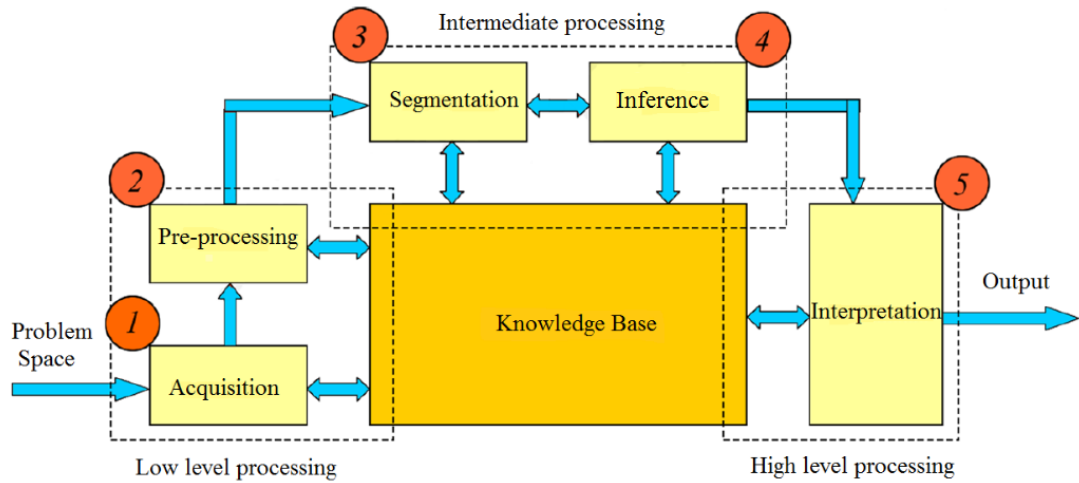 Intermediate processing
3
4
Segmentation
Inference
2
5
Pre-processing
Output
1
Problem
Space
Knowledge Base
Interpretation
Acquisition
Low level processing
High level processing